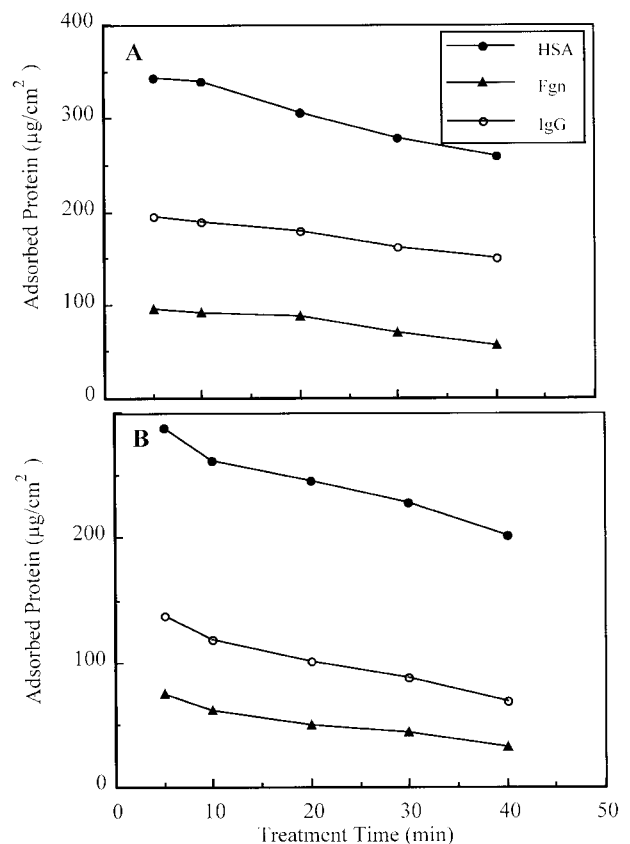 A
400
300
200
100
0
Adsorbed Protein (μg/cm²)
HSA
Fgn
IgG
B
200
100
0
Adsorbed Protein (μg/cm²)
0 10 20 30 40 50
Treatment Time (min)